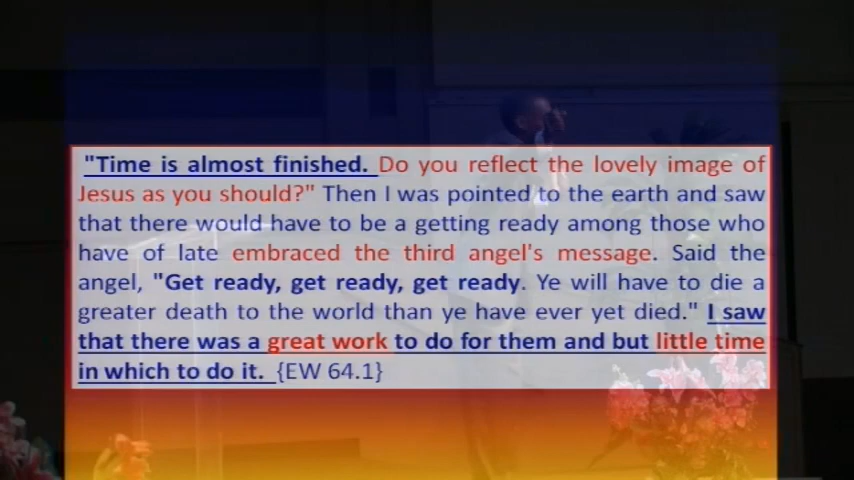 "Time is almost finished. Do you reflect the lovely image of
Jesus as you should?" Then I was pointed to the earth and saw
that there would have to be a getting ready among those who
have of late embraced the third angel's message. Said the
angel, "Get ready, get ready, get ready. Ye will have to die a
greater death to the world than ye have ever yet died." I saw
that there was a great work to do for them and but little time
in which to do it. {EW 64.1}